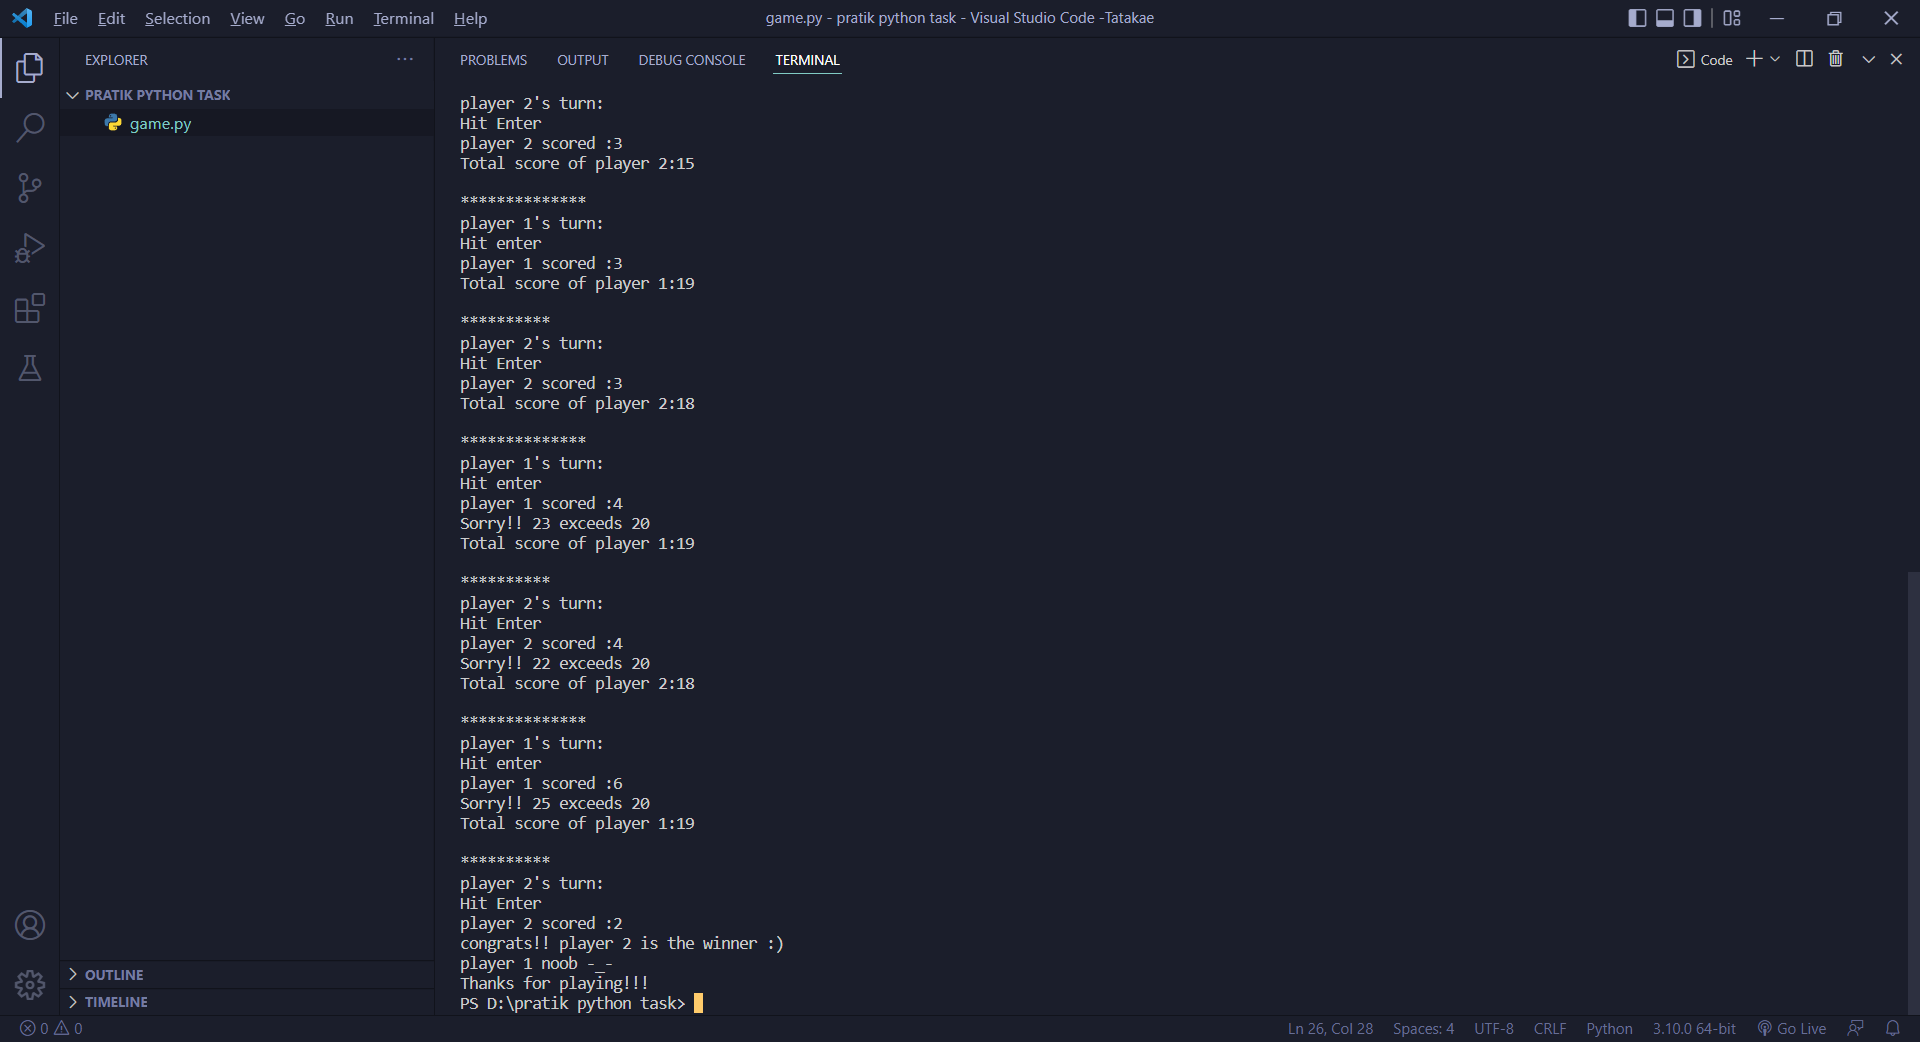 File Edit Selection View Go Run Terminal Help
game.py - pratik python task - Visual Studio Code -Tatakae
EXPLORER
PRATIK PYTHON TASK
game.py
OUTLINE
TIMELINE
PROBLEMS OUTPUT DEBUG CONSOLE TERMINAL
Code
player 2's turn:
Hit Enter
player 2 scored :3
Total score of player 2:15
**************
player 1's turn:
Hit enter
player 1 scored :3
Total score of player 1:19
**********
player 2's turn:
Hit Enter
player 2 scored :3
Total score of player 2:18
**************
player 1's turn:
Hit enter
player 1 scored :4
Sorry!! 23 exceeds 20
Total score of player 1:19
**********
player 2's turn:
Hit Enter
player 2 scored :4
Sorry!! 22 exceeds 20
Total score of player 2:18
**************
player 1's turn:
Hit enter
player 1 scored :6
Sorry!! 25 exceeds 20
Total score of player 1:19
**********
player 2's turn:
Hit Enter
player 2 scored :2
congrats!! player 2 is the winner :)
player 1 noob -_-
Thanks for playing!!!
PS D:\pratik python task>
0 0
Ln 26, Col 28 Spaces: 4 UTF-8 CRLF Python 3.10.0 64-bit Go Live